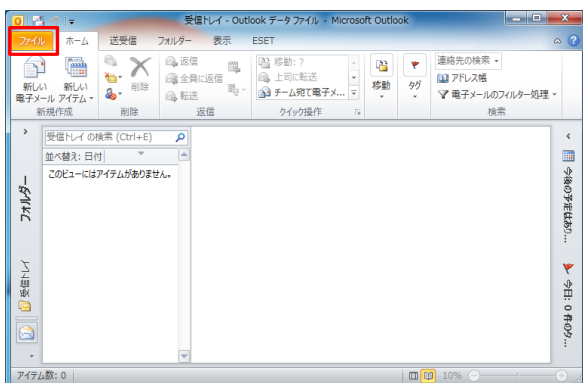 受信トレイ - Outlook データ ファイル - Microsoft Outlook
ファイル ホーム 送受信 フォルダー 表示 ESET
新しい 電子メール
新しい アイテム
新規作成
削除
削除
返信
全員に返信
転送
返信
移動: ?
上司に転送
チーム宛て電子メ...
クイック操作
移動
タグ
連絡先の検索
アドレス帳
電子メールのフィルター処理
検索
フォルダー
受信トレイ
受信トレイ の検索 (Ctrl+E)
並べ替え: 日付
このビューにはアイテムがありません。
今後の予定はあり...
今日: 0 件のタ...
アイテム数: 0
10%